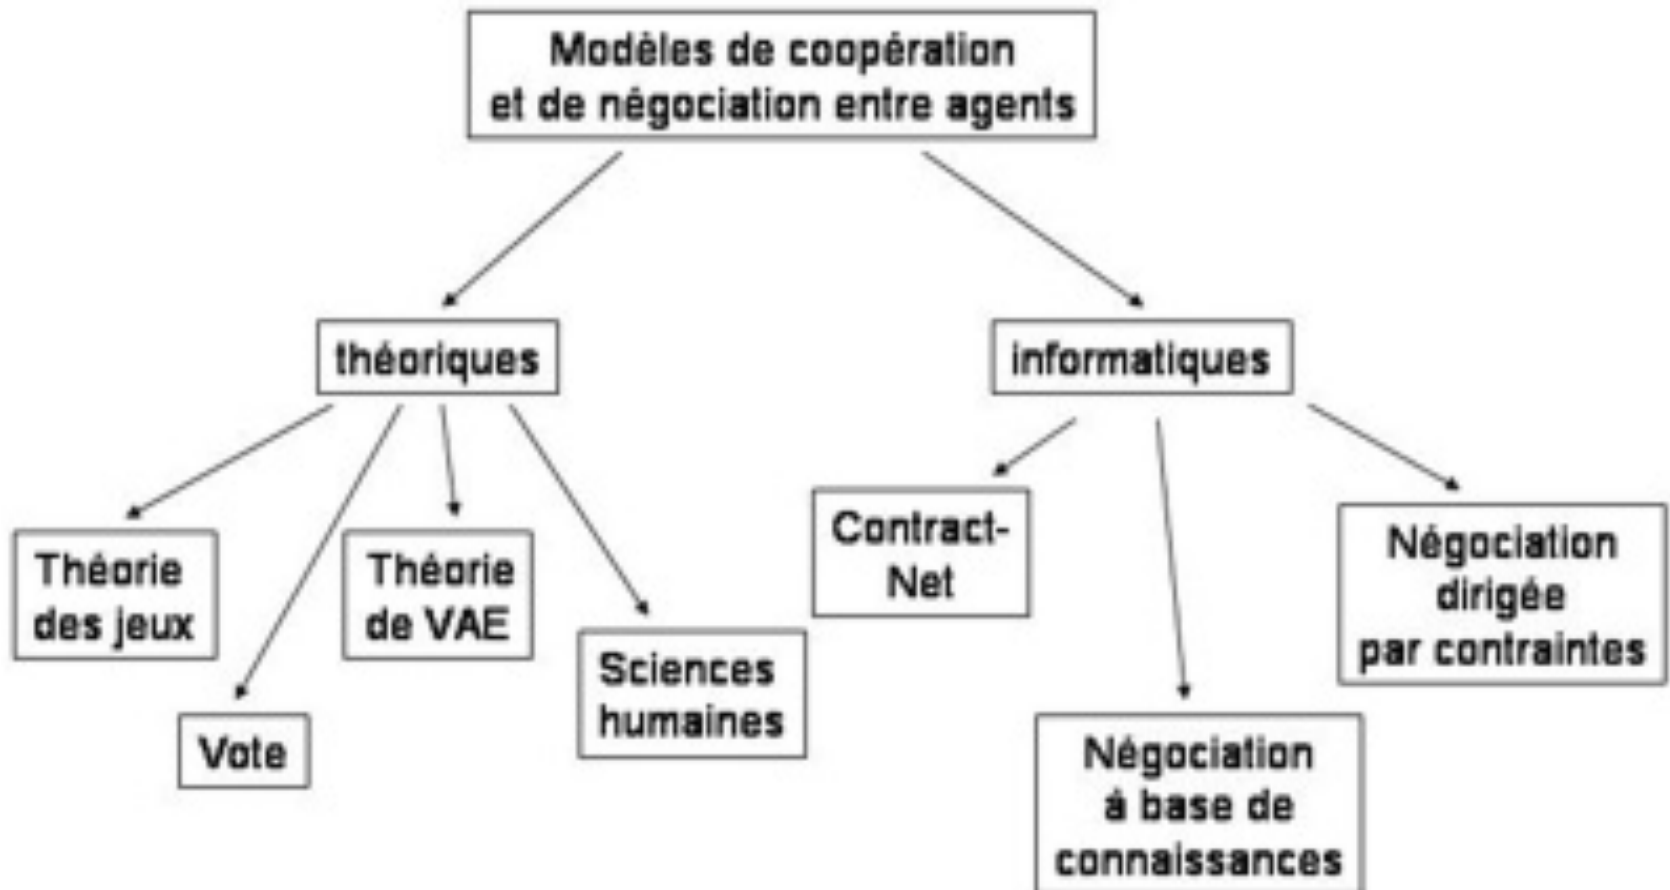 Modèles de coopération
et de négociation entre agents
théoriques
informatiques
Théorie
des jeux
Vote
Théorie
de VAE
Sciences
humaines
Contract-
Net
Négociation
à base de
connaissances
Négociation
dirigée
par contraintes